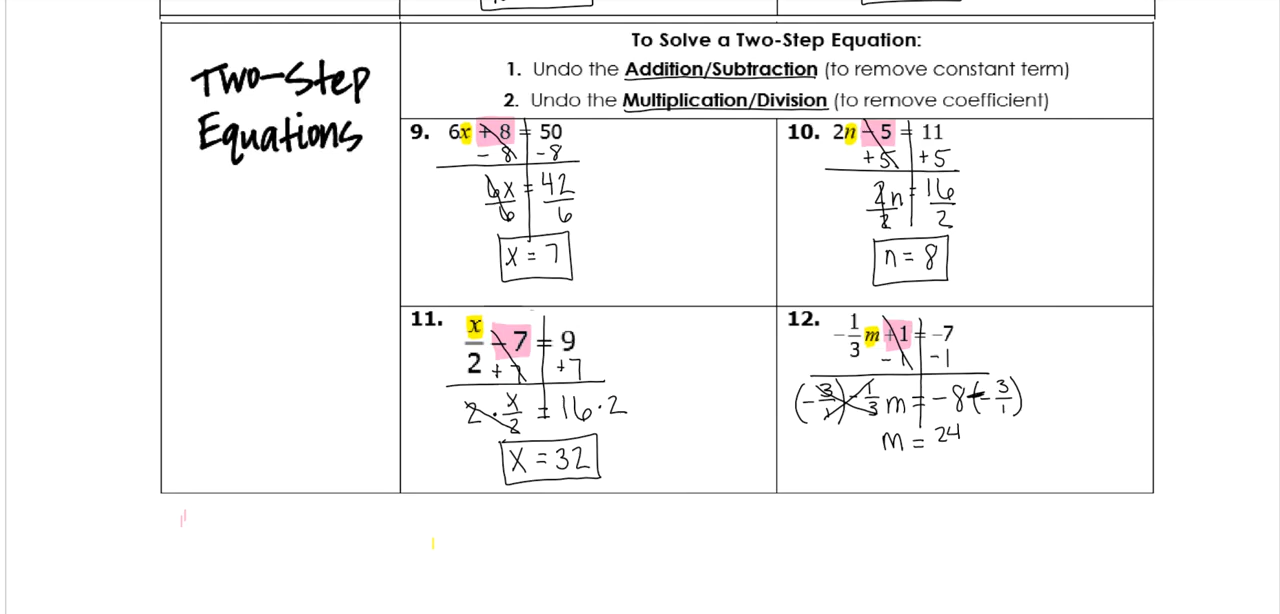 Two-Step
Equations
To Solve a Two-Step Equation:
1. Undo the Addition/Subtraction (to remove constant term)
2. Undo the Multiplication/Division (to remove coefficient)
9. 6x + 8 = 50
- 8 -8
6x/6 = 42/6
x = 7
10. 2n - 5 = 11
+5 +5
2n/2 = 16/2
n = 8
11. x/2 - 7 = 9
+7 +7
2 · x/2 = 16 · 2
x = 32
12. -1/3 m + 1 = -7
-1 -1
(-3/1) -1/3 m = -8 (-3/1)
m = 24